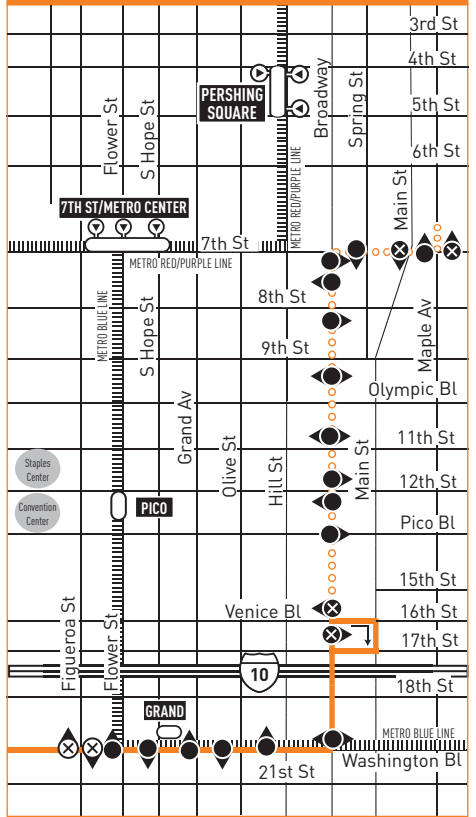 3rd St
4th St
5th St
6th St
Flower St
S Hope St
PERSHING
SQUARE
Broadway
Spring St
METRO RED/PURPLE LINE
Main St
7TH ST/METRO CENTER
7th St
METRO RED/PURPLE LINE
METRO BLUE LINE
S Hope St
8th St
9th St
Maple Av
Olympic Bl
Grand Av
Olive St
Hill St
Main St
11th St
12th St
Staples
Center
Convention
Center
PICO
Pico Bl
15th St
Venice Bl
16th St
17th St
Figueroa St
Flower St
10
18th St
GRAND
METRO BLUE LINE
Washington Bl
21st St